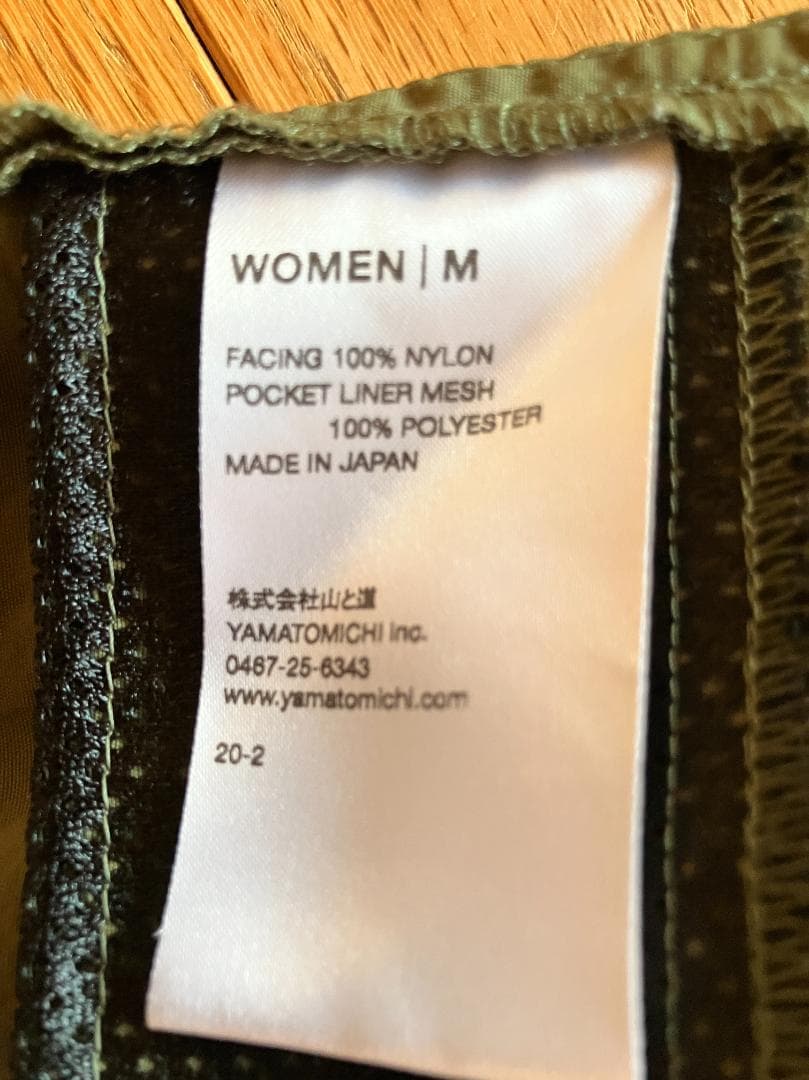 WOMEN | M
FACING 100% NYLON
POCKET LINER MESH
100% POLYESTER
MADE IN JAPAN
株式会社山と道
YAMATOMICHI Inc.
0467-25-6343
www.yamatomichi.com
20-2